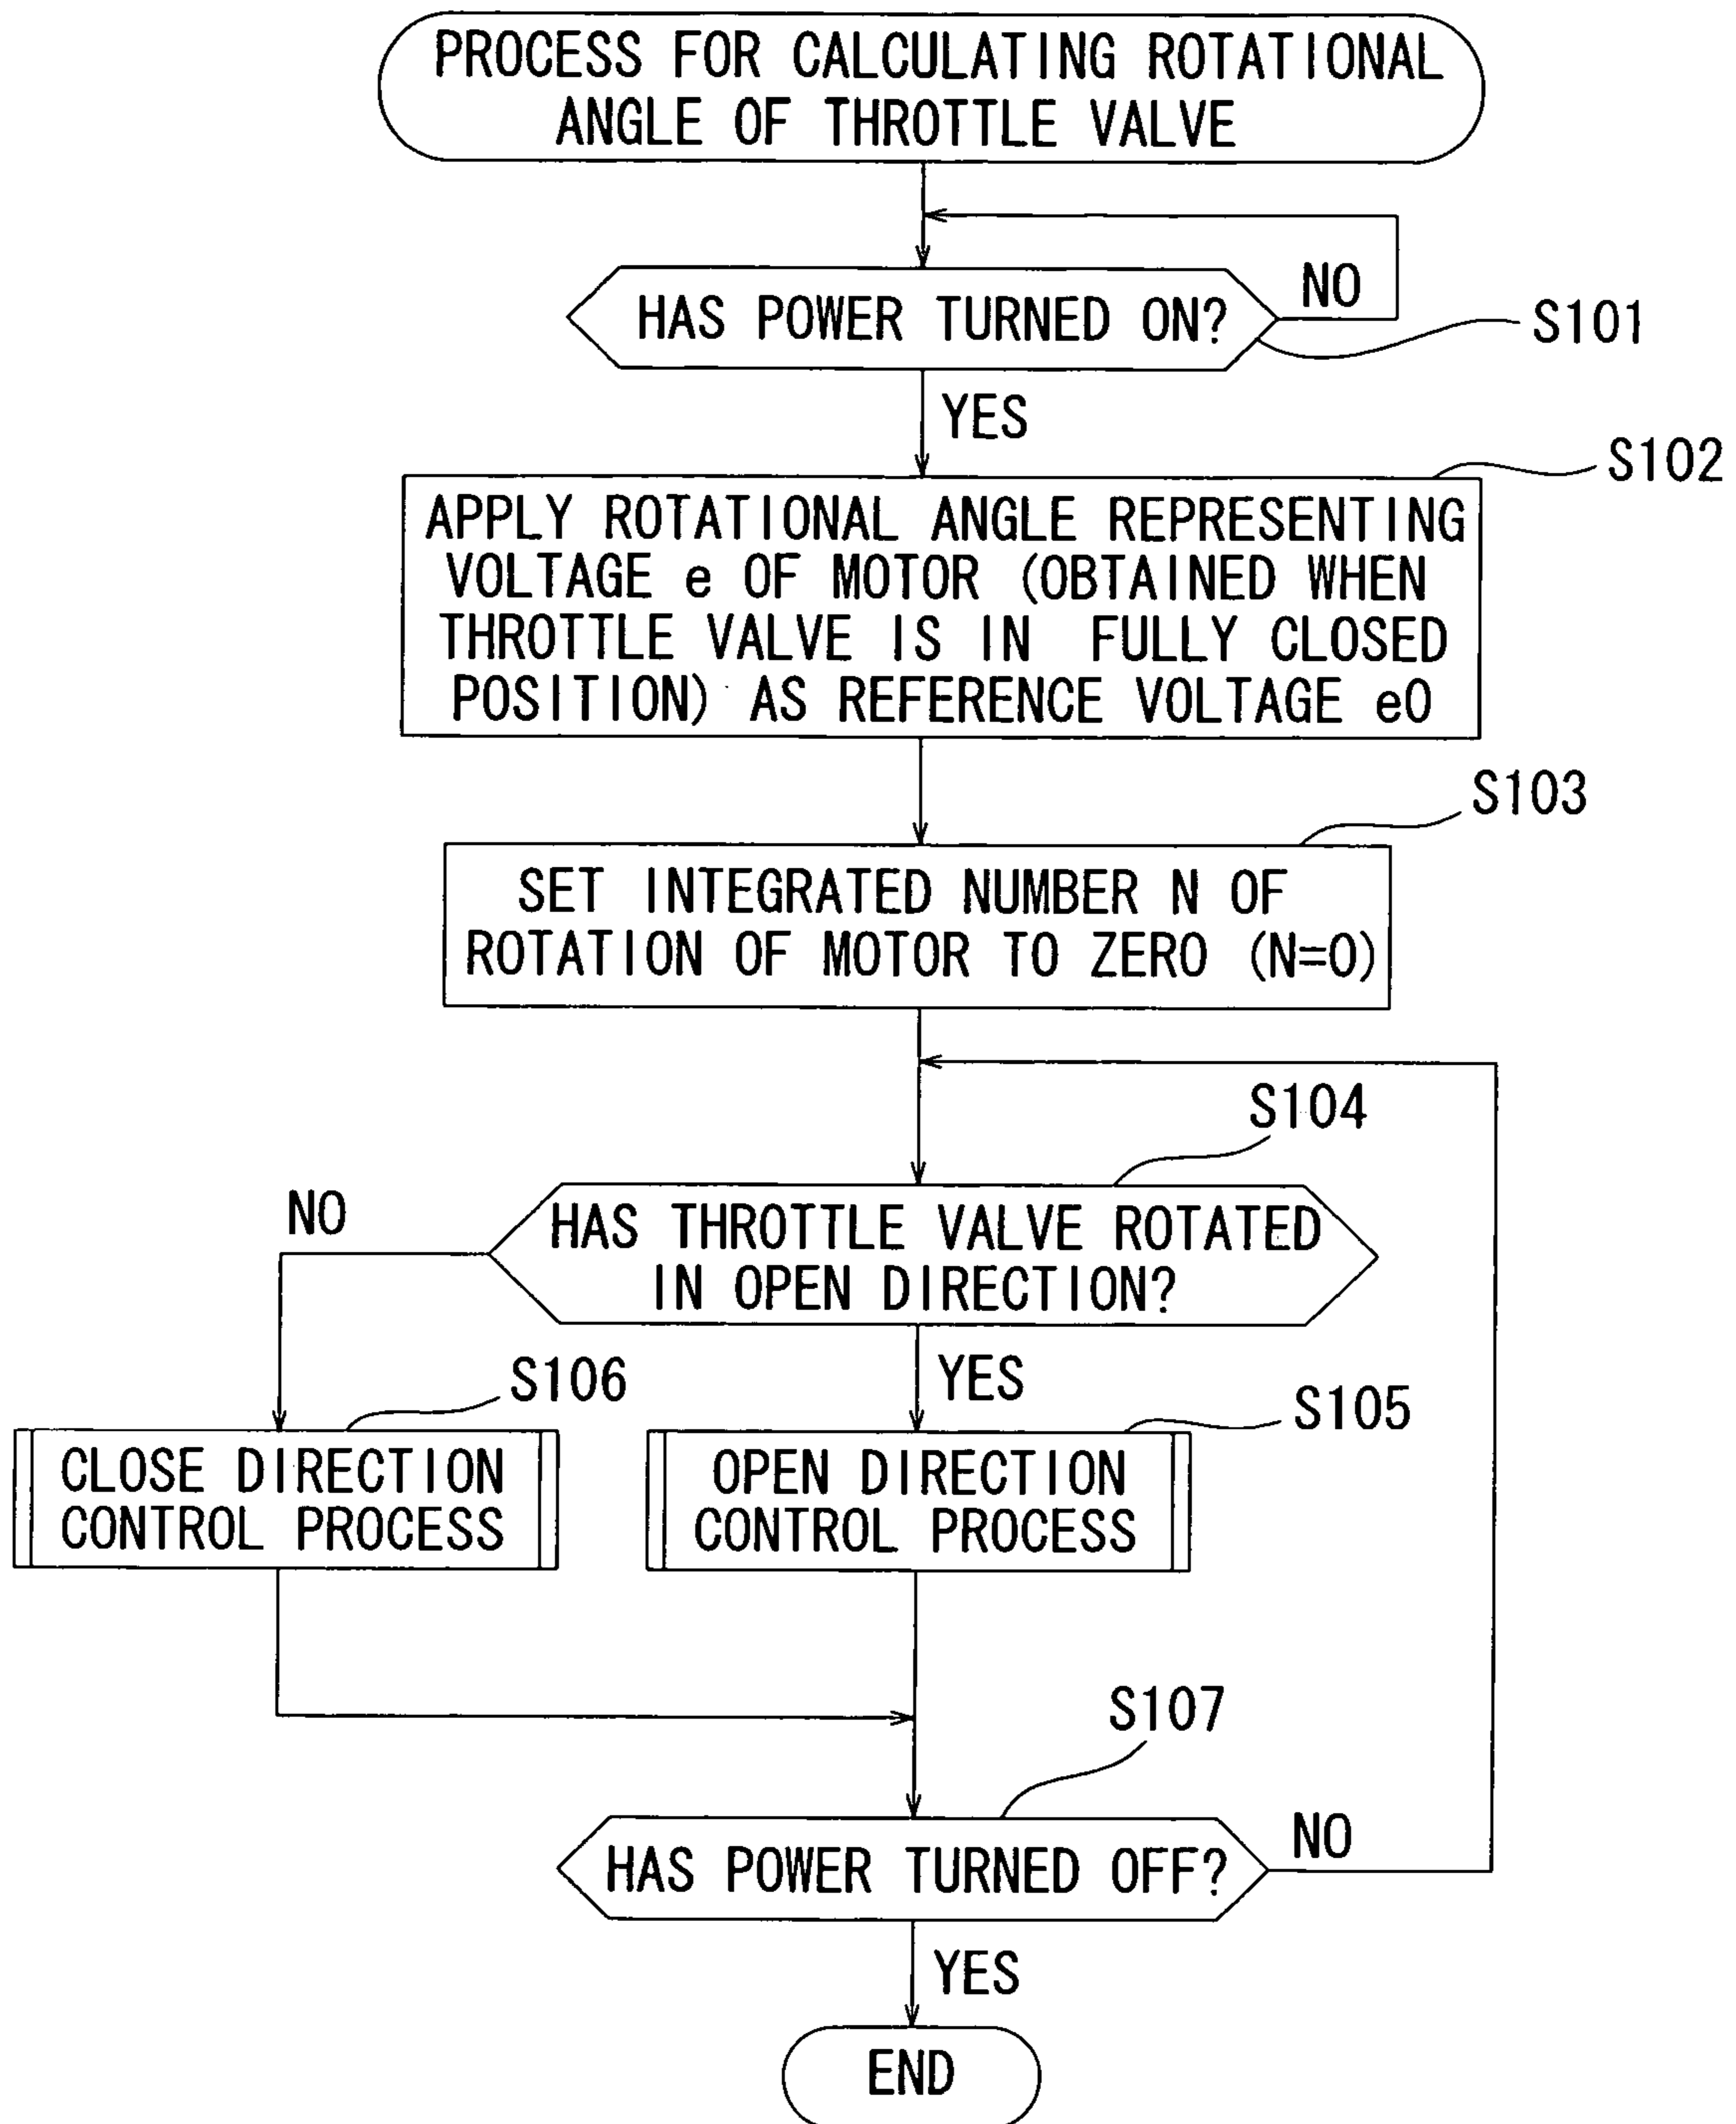 PROCESS FOR CALCULATING ROTATIONAL
ANGLE OF THROTTLE VALVE
HAS POWER TURNED ON?
NO
S101
YES
S102
APPLY ROTATIONAL ANGLE REPRESENTING
VOLTAGE e OF MOTOR (OBTAINED WHEN
THROTTLE VALVE IS IN FULLY CLOSED
POSITION) AS REFERENCE VOLTAGE e0
S103
SET INTEGRATED NUMBER N OF
ROTATION OF MOTOR TO ZERO (N=0)
S104
NO
HAS THROTTLE VALVE ROTATED
IN OPEN DIRECTION?
S106
YES
S105
CLOSE DIRECTION
CONTROL PROCESS
OPEN DIRECTION
CONTROL PROCESS
S107
HAS POWER TURNED OFF?
NO
YES
END